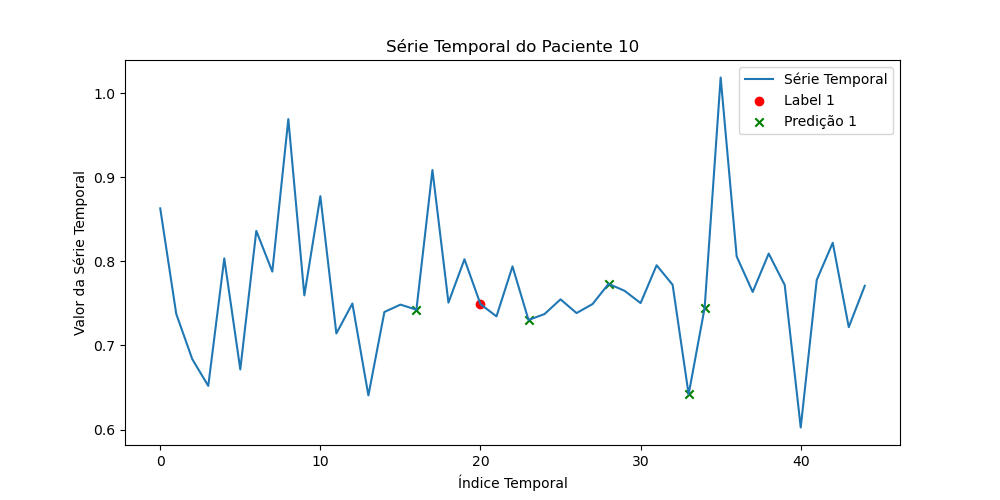 Série Temporal do Paciente 10
Série Temporal
Label 1
Predição 1
Valor da Série Temporal
1.0
0.9
0.8
0.7
0.6
0
10
20
30
40
Índice Temporal